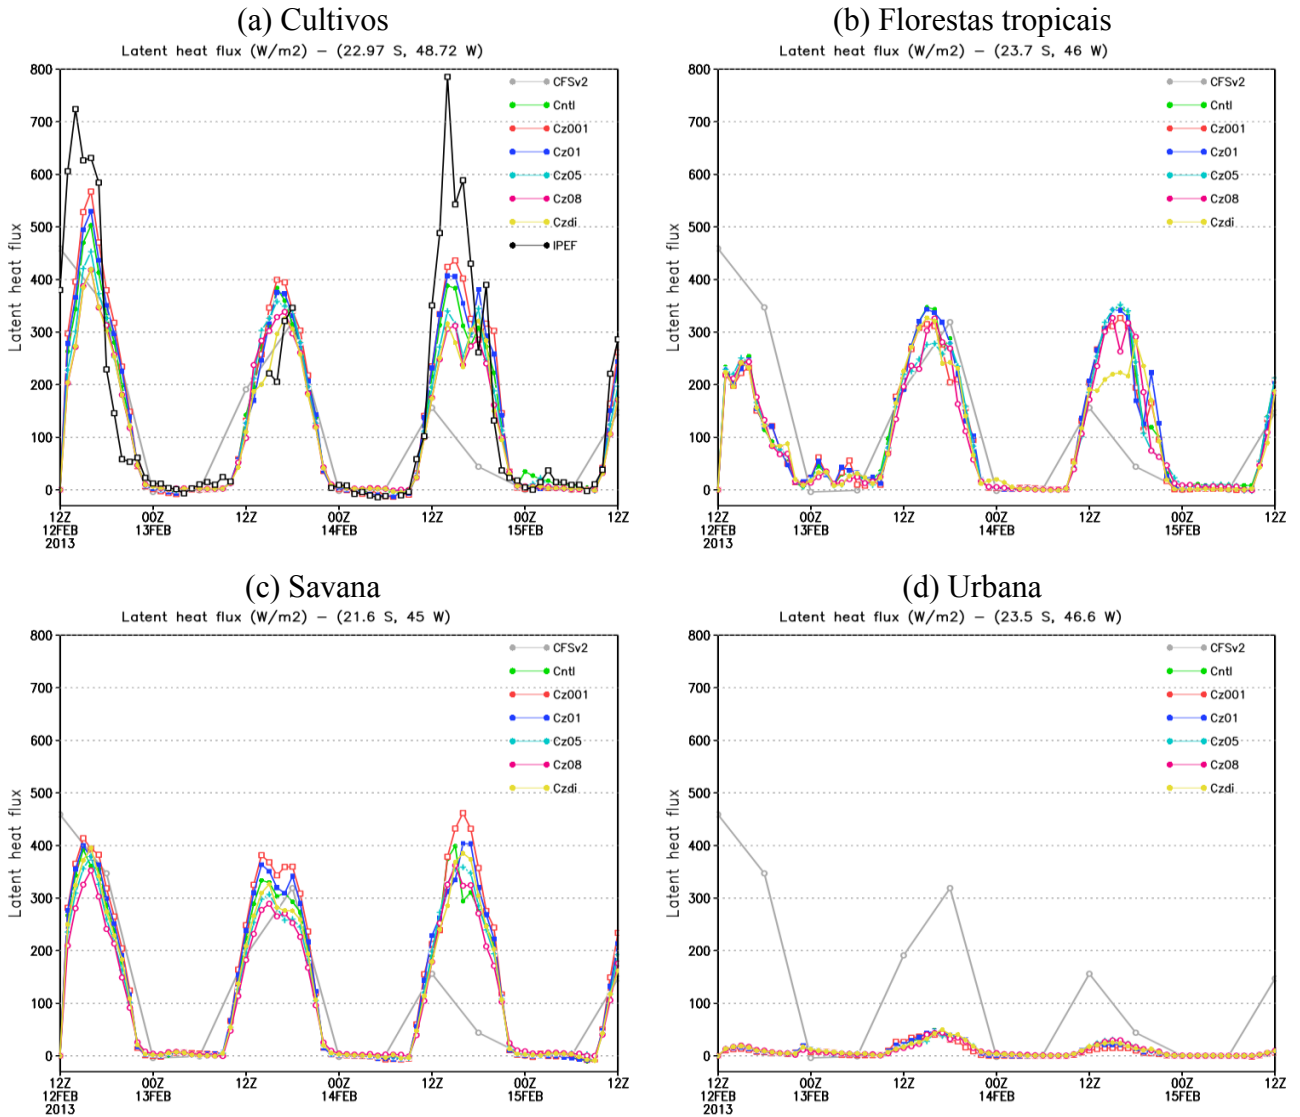 (a) Cultivos
Latent heat flux (W/m2) – (22.97 S, 48.72 W)
Latent heat flux
800
700
600
500
400
300
200
100
0
CFSv2
Cntl
Cz001
Cz01
Cz05
Cz08
Czdi
IPEF
12Z 00Z 12Z 00Z 12Z 00Z 12Z
12FEB 13FEB 14FEB 15FEB
2013
(b) Florestas tropicais
Latent heat flux (W/m2) – (23.7 S, 46 W)
Latent heat flux
800
700
600
500
400
300
200
100
0
CFSv2
Cntl
Cz001
Cz01
Cz05
Cz08
Czdi
12Z 00Z 12Z 00Z 12Z 00Z 12Z
12FEB 13FEB 14FEB 15FEB
2013
(c) Savana
Latent heat flux (W/m2) – (21.6 S, 45 W)
Latent heat flux
800
700
600
500
400
300
200
100
0
CFSv2
Cntl
Cz001
Cz01
Cz05
Cz08
Czdi
12Z 00Z 12Z 00Z 12Z 00Z 12Z
12FEB 13FEB 14FEB 15FEB
2013
(d) Urbana
Latent heat flux (W/m2) – (23.5 S, 46.6 W)
Latent heat flux
800
700
600
500
400
300
200
100
0
CFSv2
Cntl
Cz001
Cz01
Cz05
Cz08
Czdi
12Z 00Z 12Z 00Z 12Z 00Z 12Z
12FEB 13FEB 14FEB 15FEB
2013